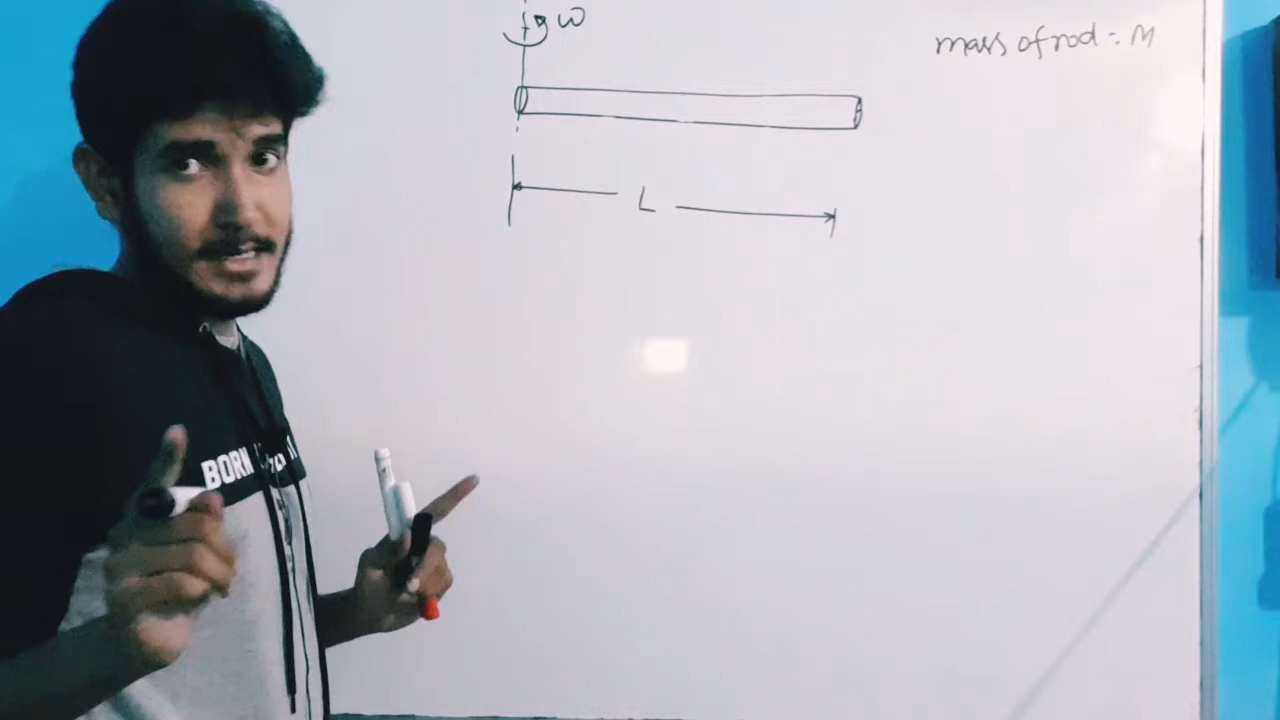 ω
mass of rod = M
L
BORN